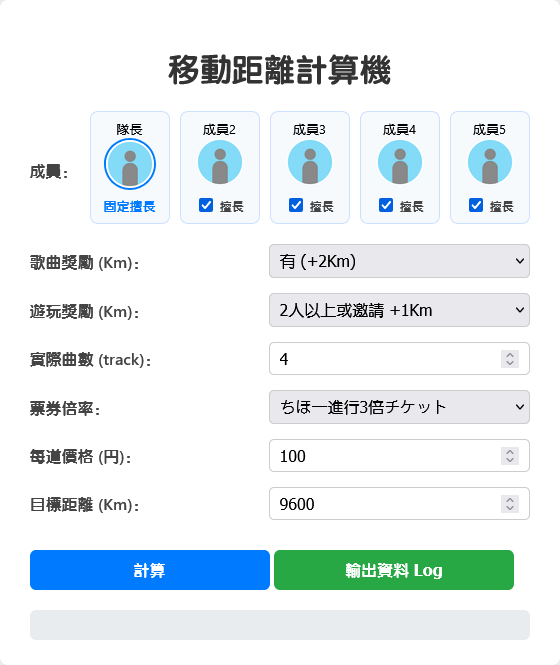 移動距離計算機
隊長 成員2 成員3 成員4 成員5
成員：
固定擅長 擅長 擅長 擅長 擅長
歌曲獎勵 (Km)： 有 (+2Km)
遊玩獎勵 (Km)： 2人以上或邀請 +1Km
實際曲數 (track)： 4
票券倍率： ちほー進行3倍チケット
每道價格 (円)： 100
目標距離 (Km)： 9600
計算 輸出資料 Log